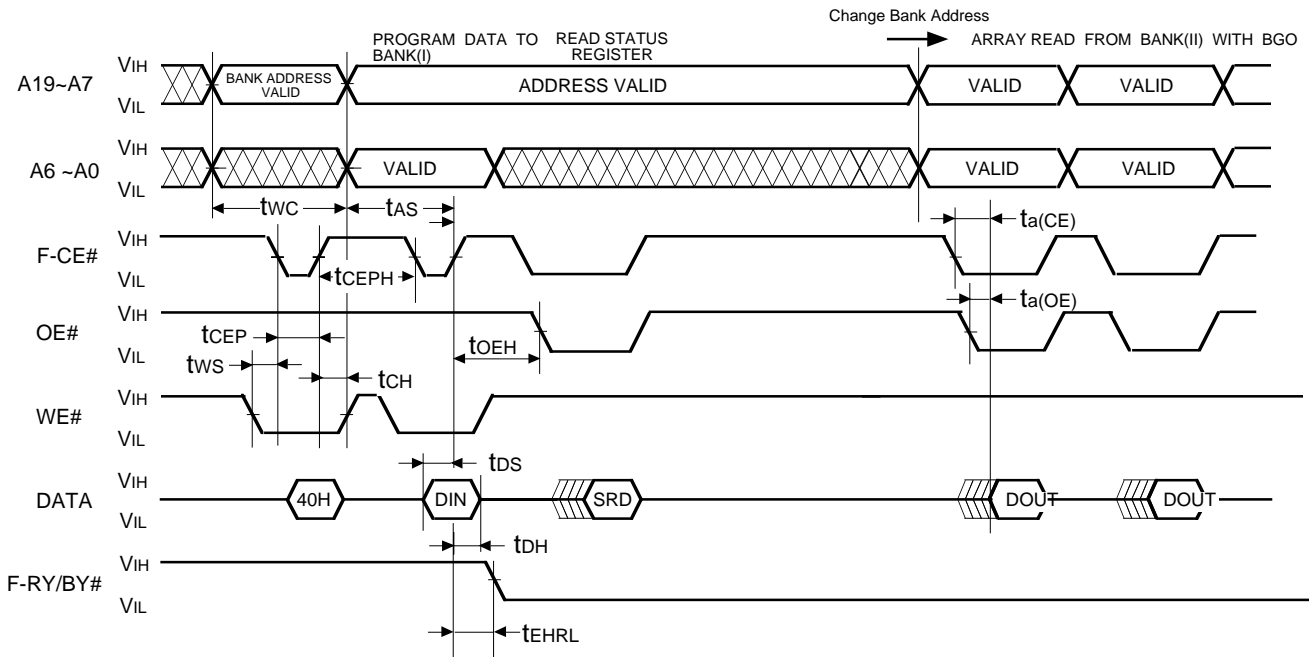 Change Bank Address
PROGRAM DATA TO BANK(I)
READ STATUS REGISTER
ARRAY READ FROM BANK(II) WITH BGO
A19~A7
VIH
VIL
BANK ADDRESS VALID
ADDRESS VALID
VALID
VALID
A6 ~A0
VIH
VIL
VALID
VALID
VALID
tWC
tAS
ta(CE)
F-CE#
VIH
VIL
tCEPH
ta(OE)
OE#
VIH
VIL
tCEP
tOEH
tWS
tCH
WE#
VIH
VIL
tDS
DATA
VIH
VIL
40H
DIN
SRD
DOUT
DOUT
tDH
F-RY/BY#
VIH
VIL
tEHRL